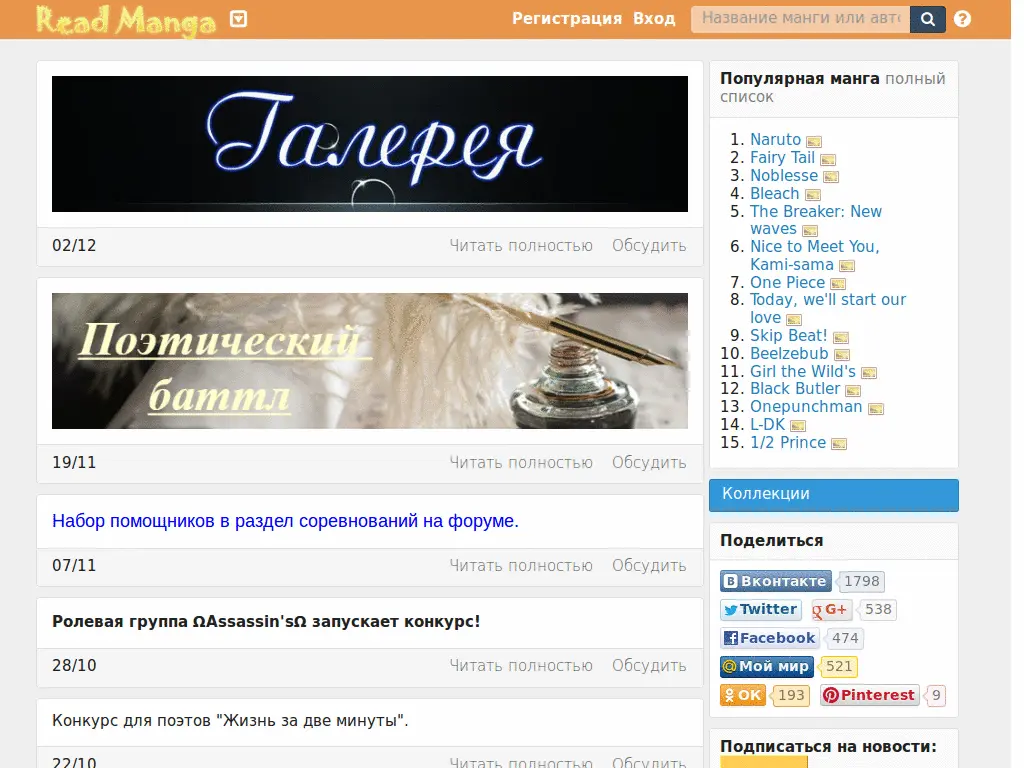 Read Manga
Регистрация Вход Название манги или авто ?
Галерея
02/12 Читать полностью Обсудить
Поэтический
баттл
19/11 Читать полностью Обсудить
Набор помощников в раздел соревнований на форуме.
07/11 Читать полностью Обсудить
Ролевая группа ΩAssassin'sΩ запускает конкурс!
28/10 Читать полностью Обсудить
Конкурс для поэтов "Жизнь за две минуты".
22/10 Читать полностью Обсудить
Популярная манга полный
список
1. Naruto
2. Fairy Tail
3. Noblesse
4. Bleach
5. The Breaker: New
waves
6. Nice to Meet You,
Kami-sama
7. One Piece
8. Today, we'll start our
love
9. Skip Beat!
10. Beelzebub
11. Girl the Wild's
12. Black Butler
13. Onepunchman
14. L-DK
15. 1/2 Prince
Коллекции
Поделиться
В Вконтакте 1798
Twitter g G+ 538
f Facebook 474
@ Мой мир 521
ОК 193 Pinterest 9
Подписаться на новости: